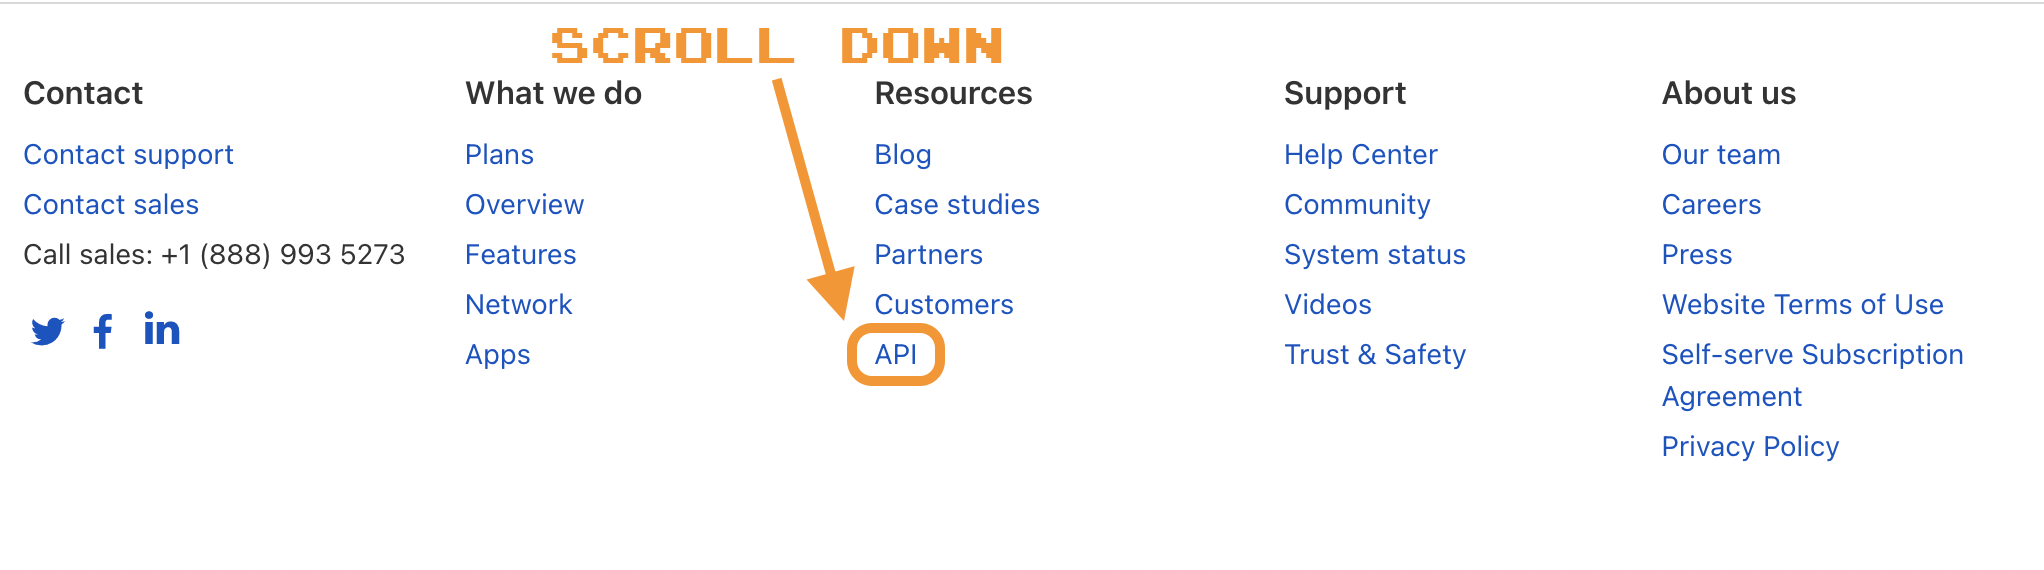 SCROLL DOWN
Contact
Contact support
Contact sales
Call sales: +1 (888) 993 5273
What we do
Plans
Overview
Features
Network
Apps
Resources
Blog
Case studies
Partners
Customers
API
Support
Help Center
Community
System status
Videos
Trust & Safety
About us
Our team
Careers
Press
Website Terms of Use
Self-serve Subscription
Agreement
Privacy Policy